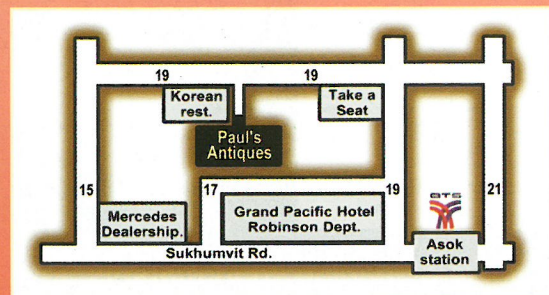 19
19
Korean
rest.
Take a
Seat
Paul's
Antiques
15
17
19
21
BTS
Mercedes
Dealership.
Grand Pacific Hotel
Robinson Dept.
Asok
station
Sukhumvit Rd.